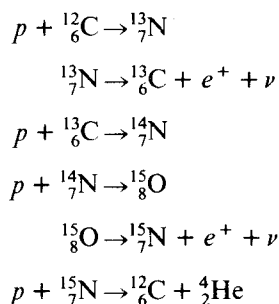 p + ¹²₆C → ¹³₇N
¹³₇N → ¹³₆C + e⁺ + ν
p + ¹³₆C → ¹⁴₇N
p + ¹⁴₇N → ¹⁵₈O
¹⁵₈O → ¹⁵₇N + e⁺ + ν
p + ¹⁵₇N → ¹²₆C + ⁴₂He